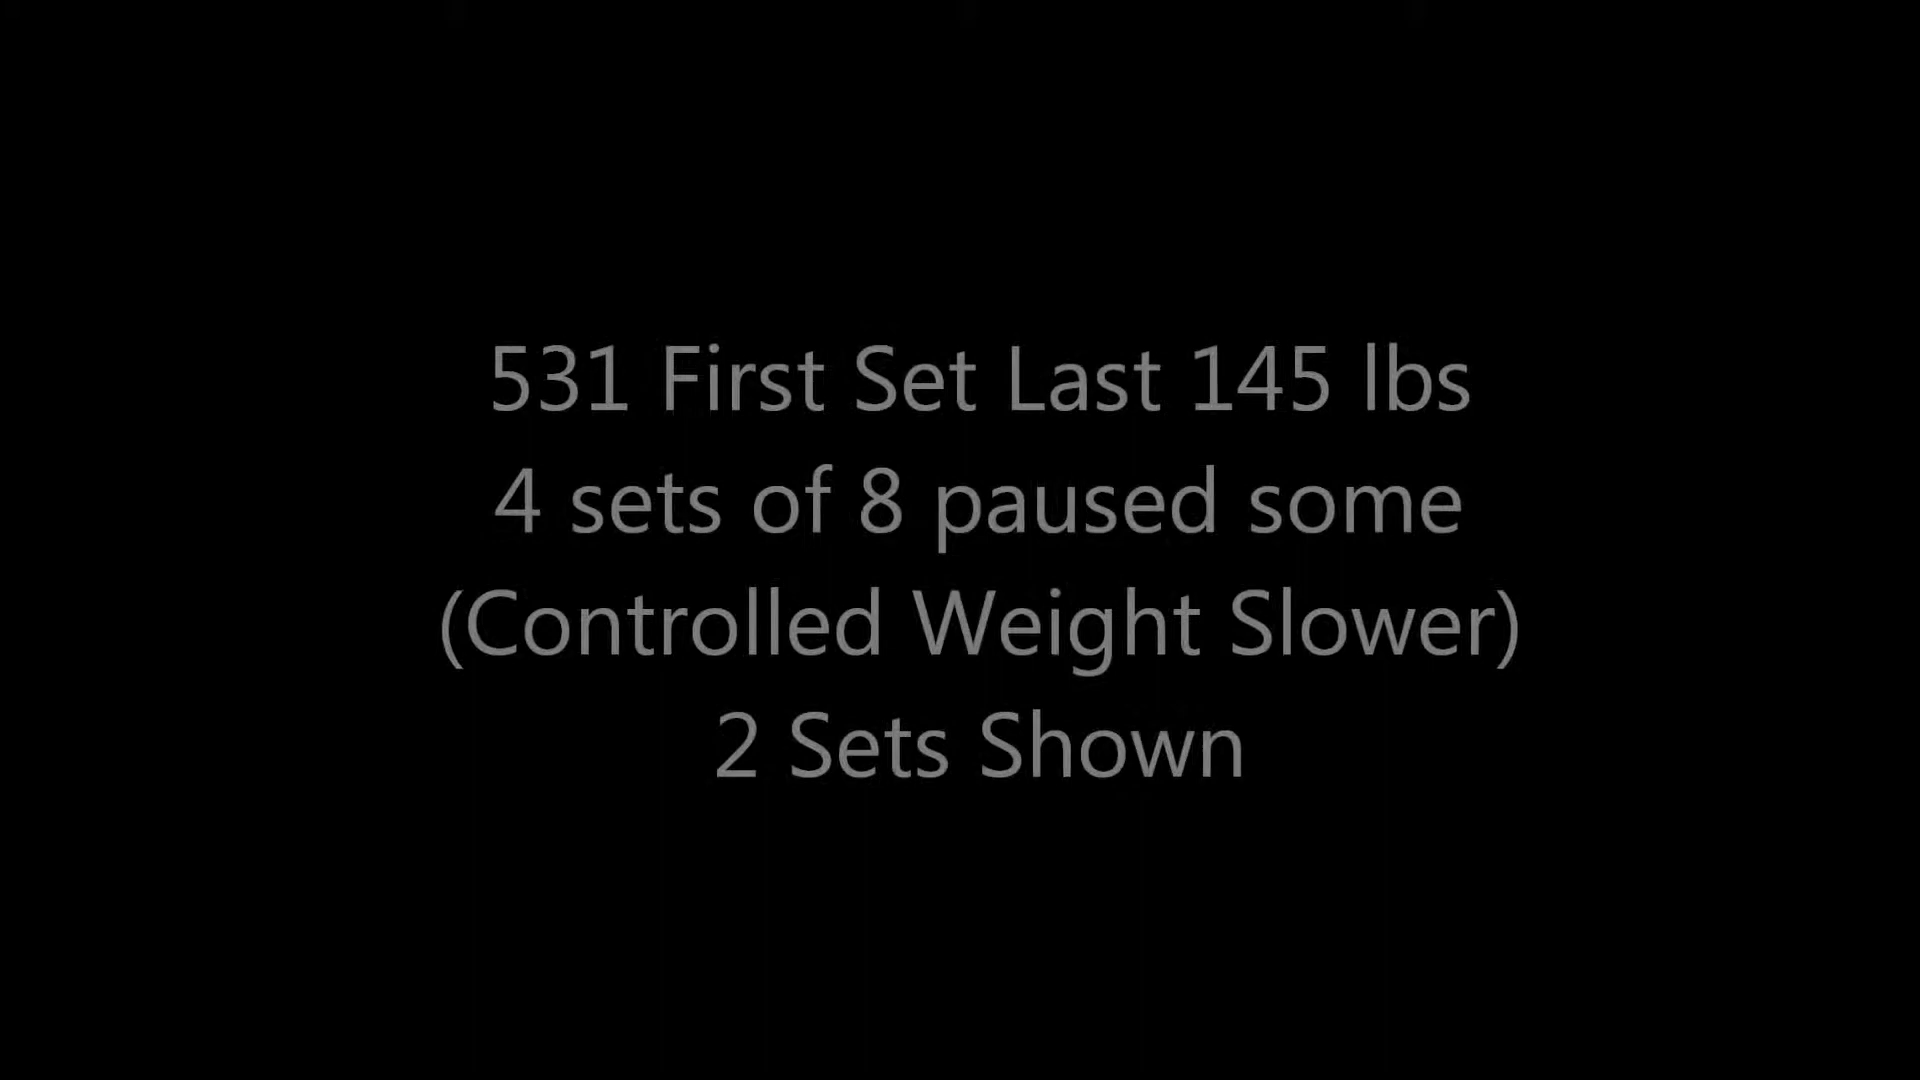 531 First Set Last 145 lbs
4 sets of 8 paused some
(Controlled Weight Slower)
2 Sets Shown